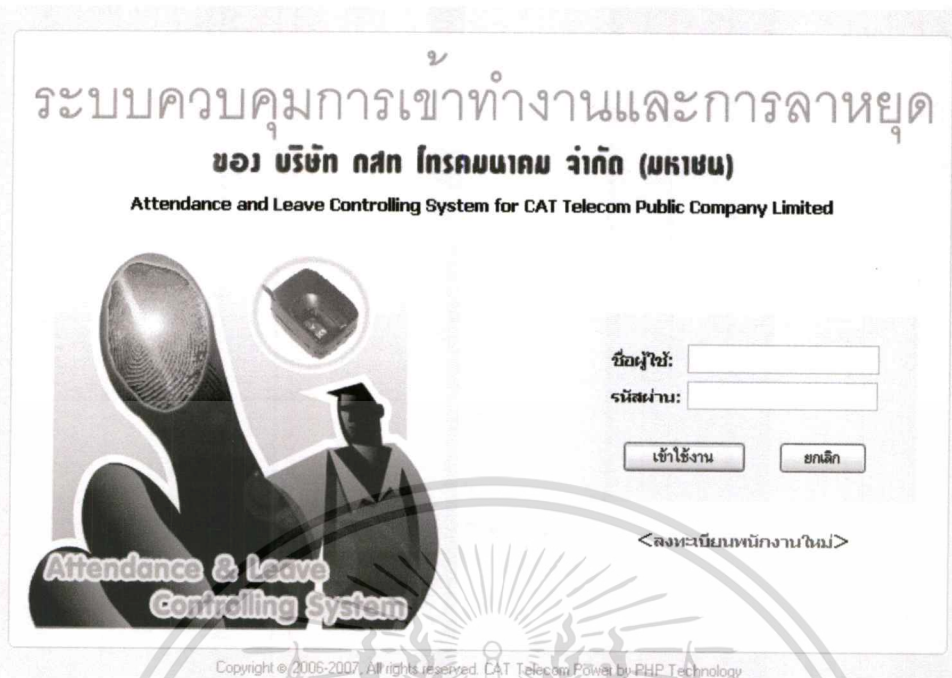 ระบบควบคุมการเข้าทำงานและการลาหยุด
ของ บริษัท กสท โทรคมนาคม จำกัด (มหาชน)
Attendance and Leave Controlling System for CAT Telecom Public Company Limited
ชื่อผู้ใช้:
รหัสผ่าน:
เข้าใช้งาน ยกเลิก
<ลงทะเบียนพนักงานใหม่>
Attendance & Leave
Controlling System
Copyright © 2006-2007, All rights reserved. CAT Telecom Power by PHP Technology